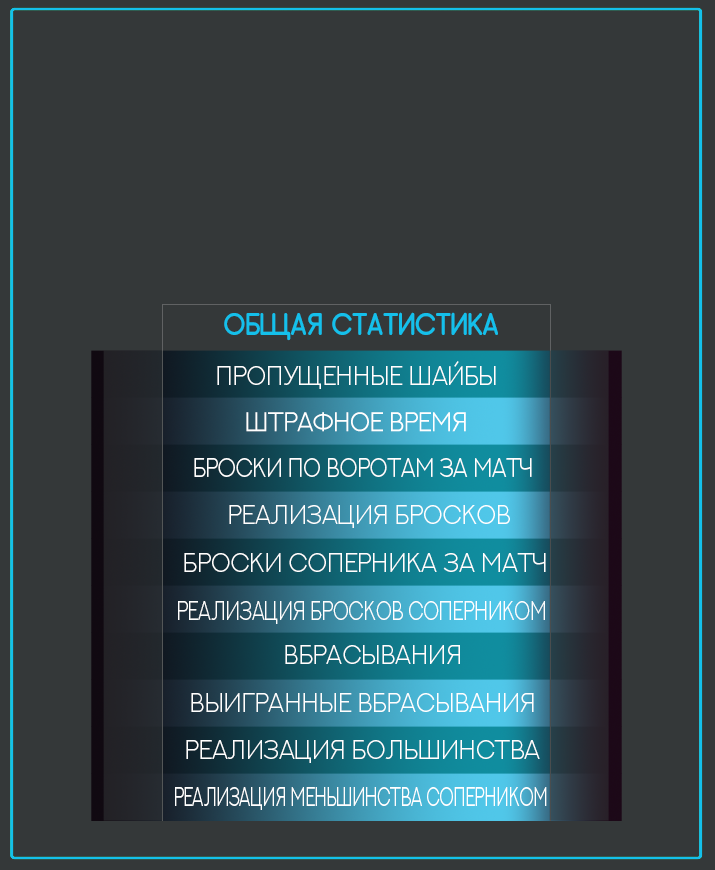 ОБЩАЯ СТАТИСТИКА
ПРОПУЩЕННЫЕ ШАЙБЫ
ШТРАФНОЕ ВРЕМЯ
БРОСКИ ПО ВОРОТАМ ЗА МАТЧ
РЕАЛИЗАЦИЯ БРОСКОВ
БРОСКИ СОПЕРНИКА ЗА МАТЧ
РЕАЛИЗАЦИЯ БРОСКОВ СОПЕРНИКОМ
ВБРАСЫВАНИЯ
ВЫИГРАННЫЕ ВБРАСЫВАНИЯ
РЕАЛИЗАЦИЯ БОЛЬШИНСТВА
РЕАЛИЗАЦИЯ МЕНЬШИНСТВА СОПЕРНИКОМ